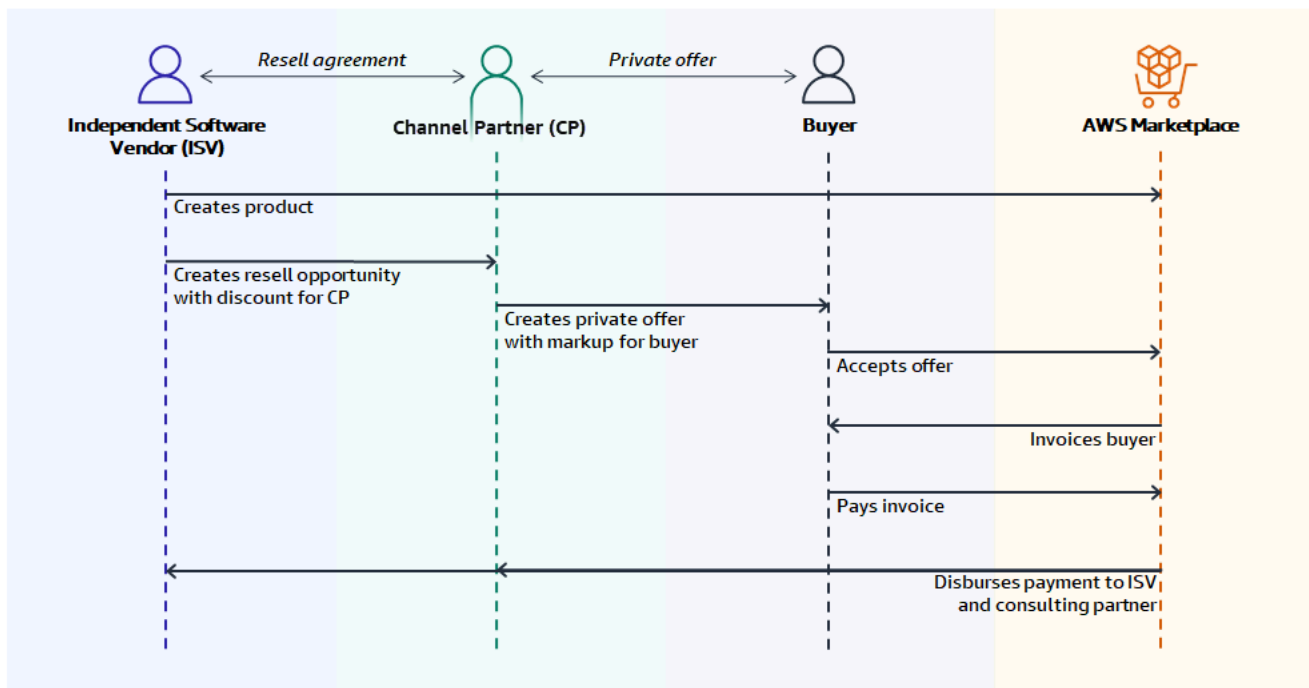 Resell agreement
Private offer
Independent Software
Vendor (ISV)
Channel Partner (CP)
Buyer
AWS Marketplace
Creates product
Creates resell opportunity
with discount for CP
Creates private offer
with markup for buyer
Accepts offer
Invoices buyer
Pays invoice
Disburses payment to ISV
and consulting partner